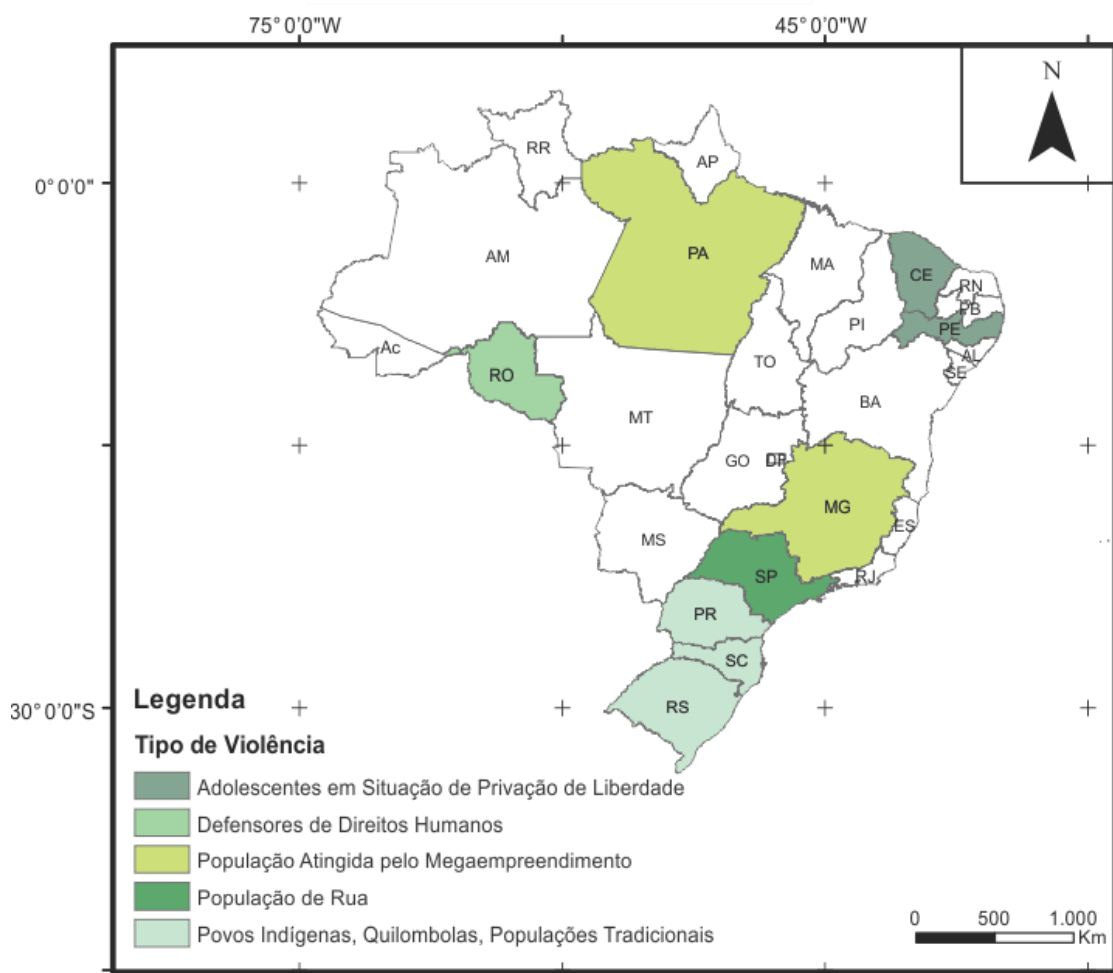 75° 0'0"W 45° 0'0"W
N
RR
AP
0° 0'0"
AM
PA
MA
CE
RN
PB
PI
PE
Ac
AL
TO
SE
RO
BA
MT
GO
DF
MG
ES
MS
SP
RJ
PR
SC
RS
30° 0'0"S
Legenda
Tipo de Violência
Adolescentes em Situação de Privação de Liberdade
Defensores de Direitos Humanos
População Atingida pelo Megaempreendimento
População de Rua
Povos Indígenas, Quilombolas, Populações Tradicionais
0 500 1.000
Km